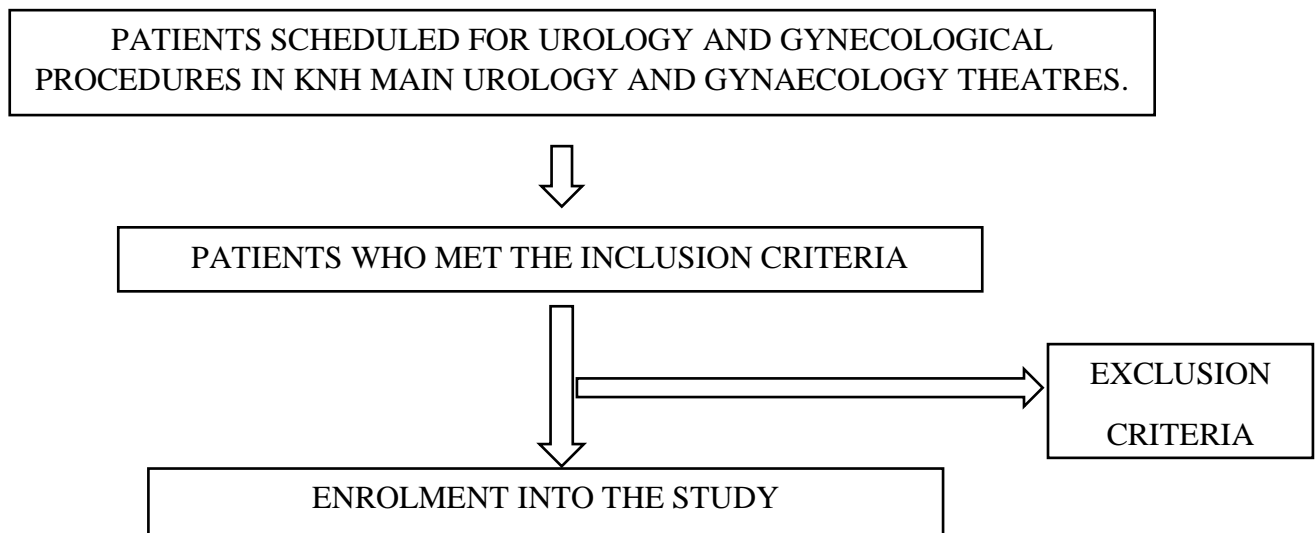 PATIENTS SCHEDULED FOR UROLOGY AND GYNECOLOGICAL
PROCEDURES IN KNH MAIN UROLOGY AND GYNAECOLOGY THEATRES.
PATIENTS WHO MET THE INCLUSION CRITERIA
EXCLUSION
CRITERIA
ENROLMENT INTO THE STUDY